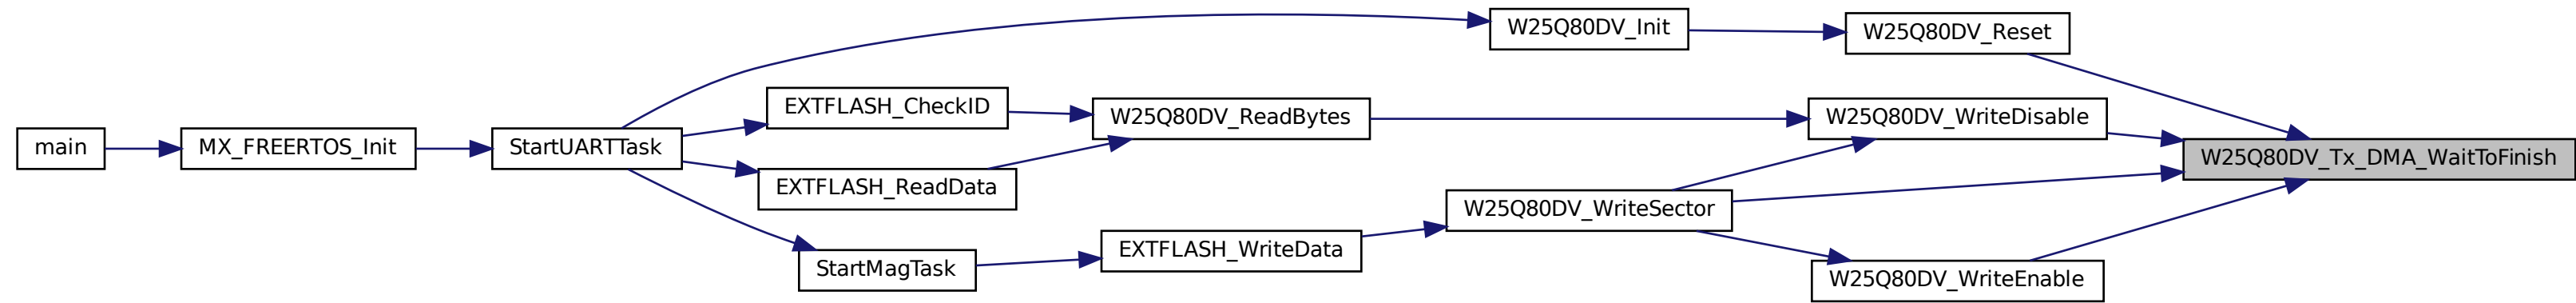 W25Q80DV_Init
W25Q80DV_Reset
EXTFLASH_CheckID
W25Q80DV_ReadBytes
W25Q80DV_WriteDisable
main
MX_FREERTOS_Init
StartUARTTask
W25Q80DV_Tx_DMA_WaitToFinish
EXTFLASH_ReadData
W25Q80DV_WriteSector
EXTFLASH_WriteData
StartMagTask
W25Q80DV_WriteEnable